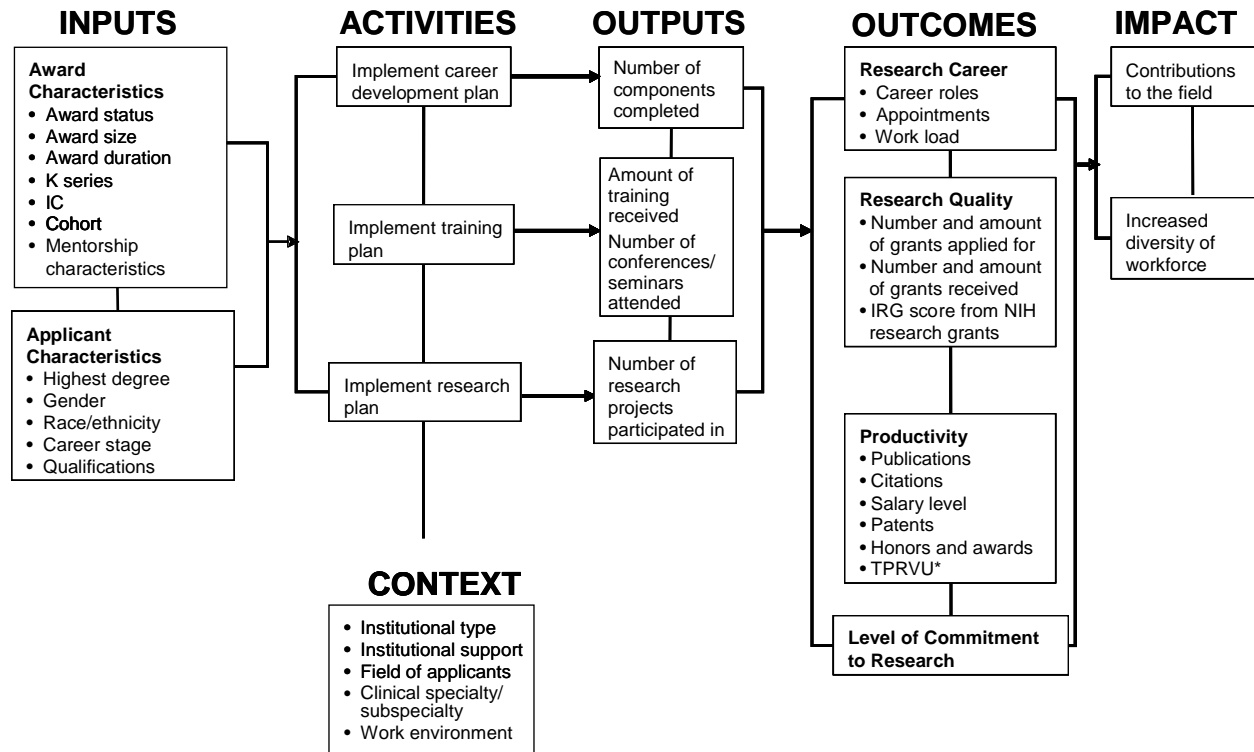 INPUTS
Award
Characteristics
• Award status
• Award size
• Award duration
• K series
• IC
• Cohort
• Mentorship
characteristics
Applicant
Characteristics
• Highest degree
• Gender
• Race/ethnicity
• Career stage
• Qualifications
ACTIVITIES
Implement career
development plan
Implement training
plan
Implement research
plan
CONTEXT
• Institutional type
• Institutional support
• Field of applicants
• Clinical specialty/
subspecialty
• Work environment
OUTPUTS
Number of
components
completed
Amount of
training
received
Number of
conferences/
seminars
attended
Number of
research
projects
participated in
OUTCOMES
Research Career
• Career roles
• Appointments
• Work load
Research Quality
• Number and amount
of grants applied for
• Number and amount
of grants received
• IRG score from NIH
research grants
Productivity
• Publications
• Citations
• Salary level
• Patents
• Honors and awards
• TPRVU*
Level of Commitment
to Research
IMPACT
Contributions
to the field
Increased
diversity of
workforce